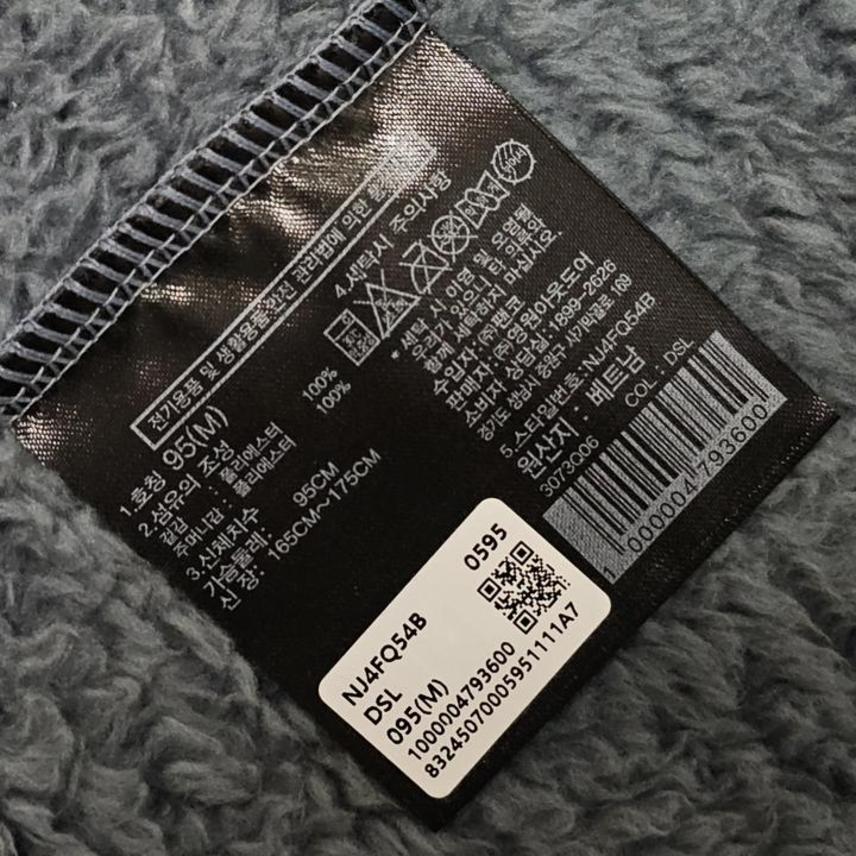 전기용품 및 생활용품안전 관리법에 의한 품질표시
1.호칭 95(M)
2.섬유의 조성
겉감 폴리에스터 100%
주머니감 폴리에스터 100%
3.신체치수
가슴둘레: 95CM
신 장: 165CM~175CM
4.세탁시 주의사항
* 세탁 시 이염 및 오염될
우려가 있으니 타 의류와
함께 세탁하지 마십시오.
수입자:
판매자: (주)영원아웃도어
소비자 상담실: 1899-2626
경기도 성남시 중원구 사기막골로 169
5.스타일번호: NJ4FQ54B
원산지 : 베트남
3073Q06 COL : DSL
1000004793600
NJ4FQ54B 0595
DSL
095(M)
1000004793600
83245070005951111A7